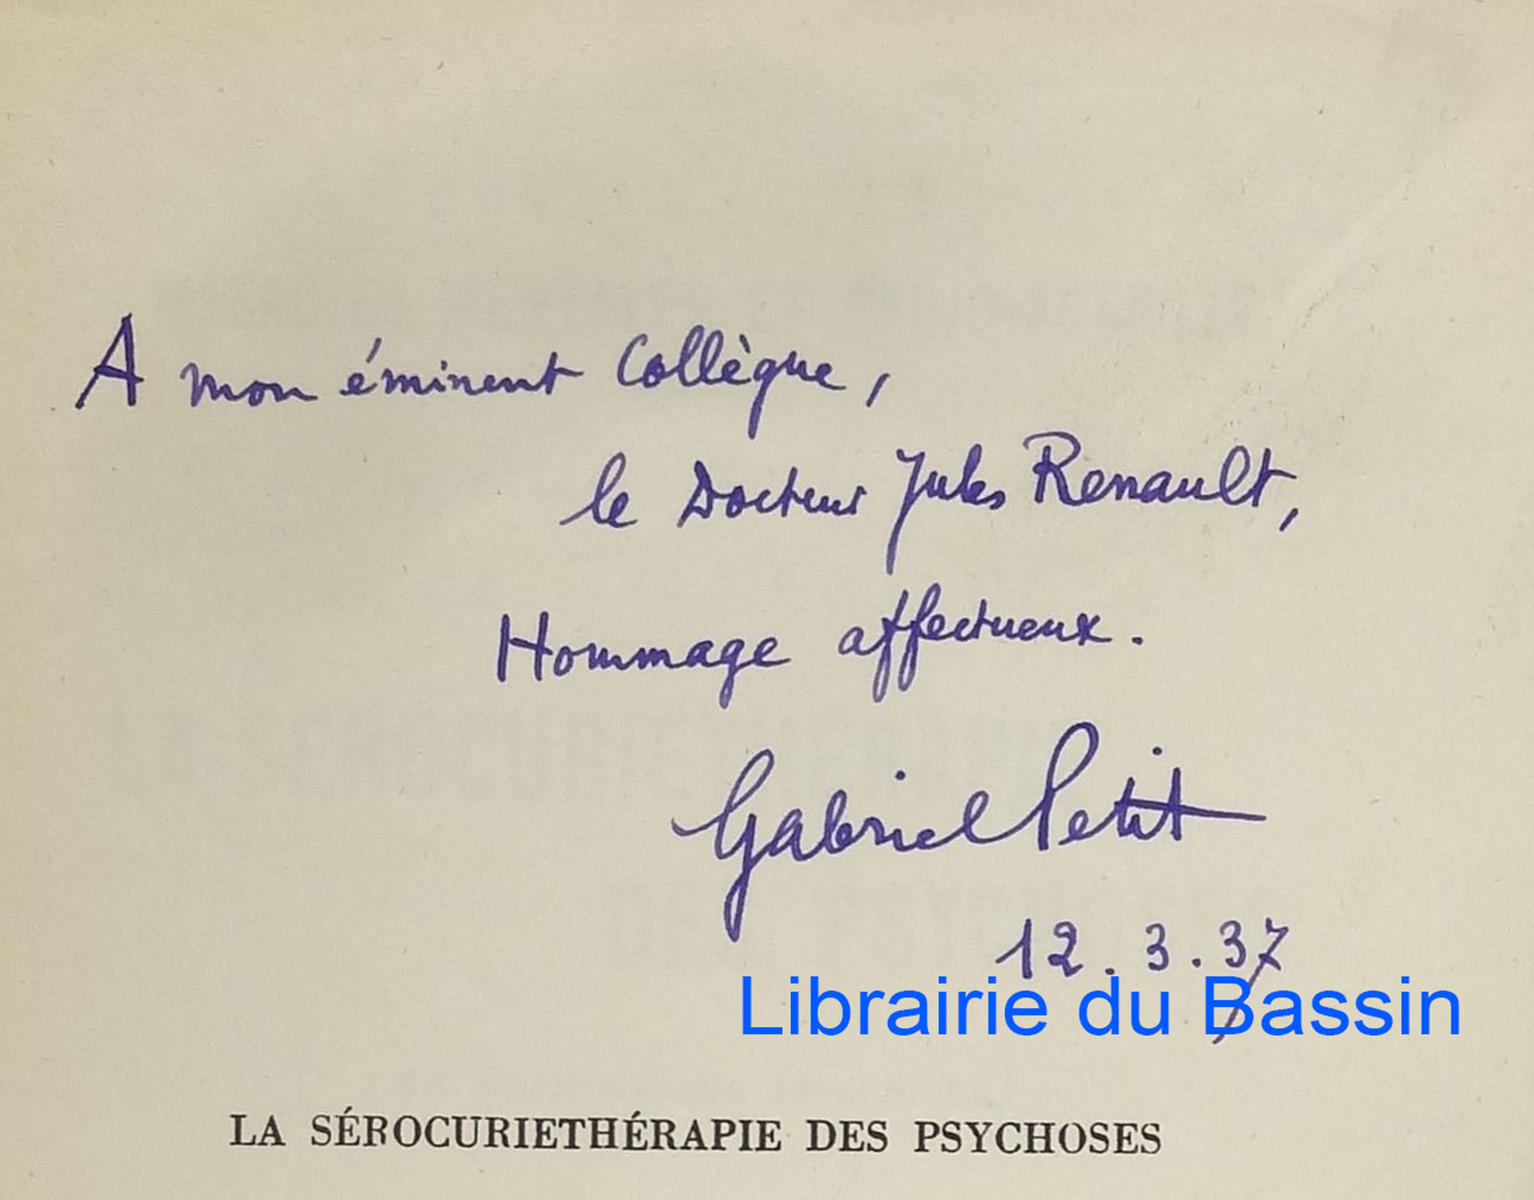 A mon éminent Collègue,
le Docteur Jules Renault,
Hommage affectueux.
Gabriel Petit
12.3.37
Librairie du Bassin
LA SÉROCURIETHÉRAPIE DES PSYCHOSES